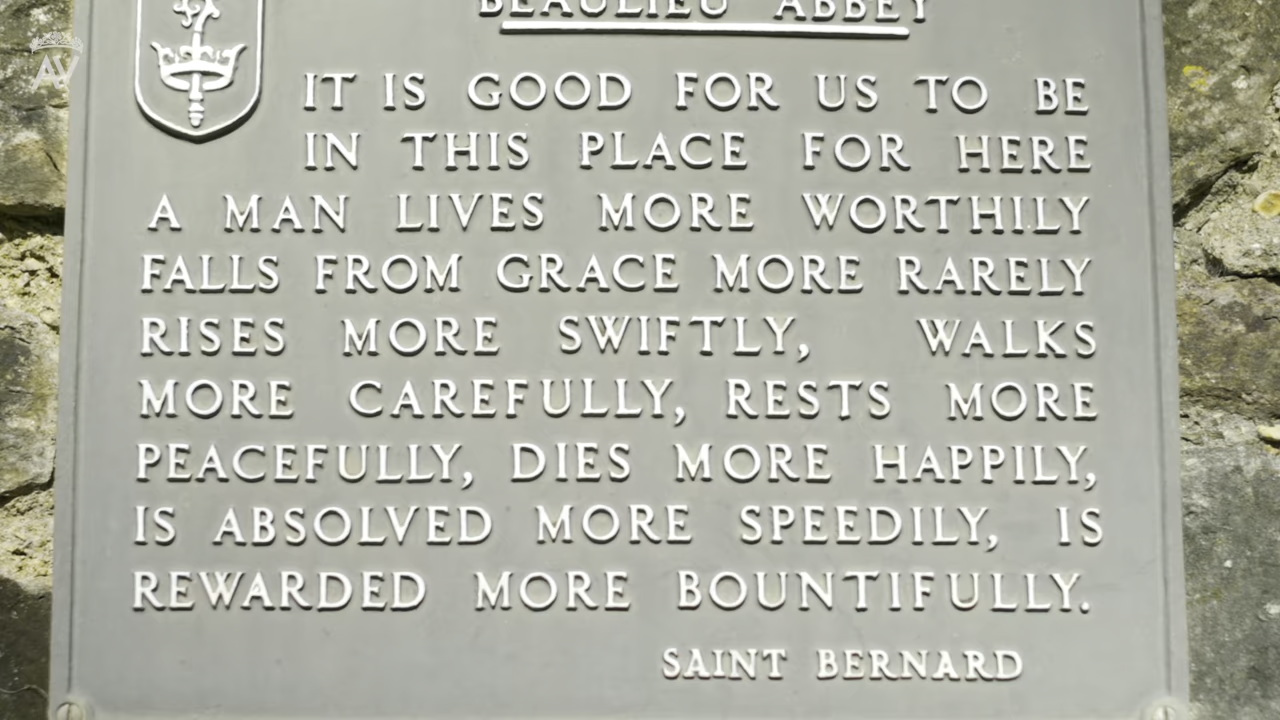 AV
BEAULIEU ABBEY
IT IS GOOD FOR US TO BE
IN THIS PLACE FOR HERE
A MAN LIVES MORE WORTHILY
FALLS FROM GRACE MORE RARELY
RISES MORE SWIFTLY, WALKS
MORE CAREFULLY, RESTS MORE
PEACEFULLY, DIES MORE HAPPILY,
IS ABSOLVED MORE SPEEDILY, IS
REWARDED MORE BOUNTIFULLY.
SAINT BERNARD